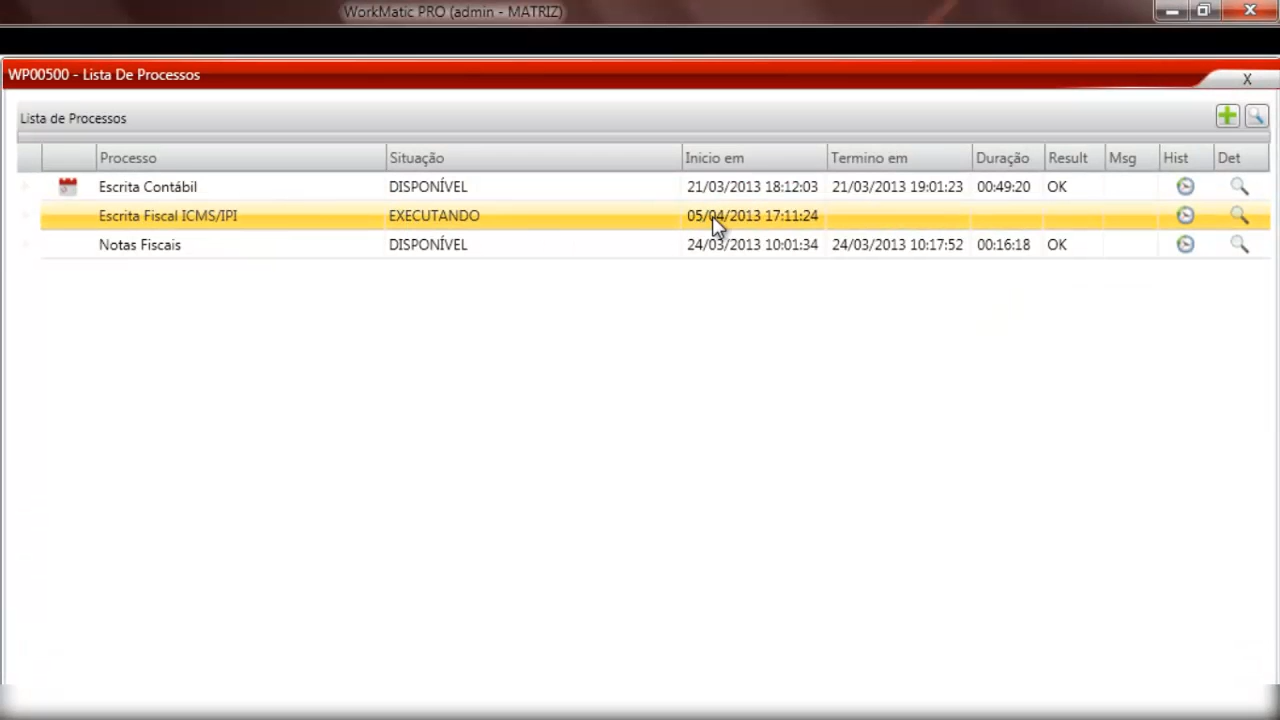 WorkMatic PRO (admin - MATRIZ)
WP00500 - Lista De Processos
X
Lista de Processos
Processo Situação Inicio em Termino em Duração Result Msg Hist Det
Escrita Contábil DISPONÍVEL 21/03/2013 18:12:03 21/03/2013 19:01:23 00:49:20 OK
Escrita Fiscal ICMS/IPI EXECUTANDO 05/04/2013 17:11:24
Notas Fiscais DISPONÍVEL 24/03/2013 10:01:34 24/03/2013 10:17:52 00:16:18 OK